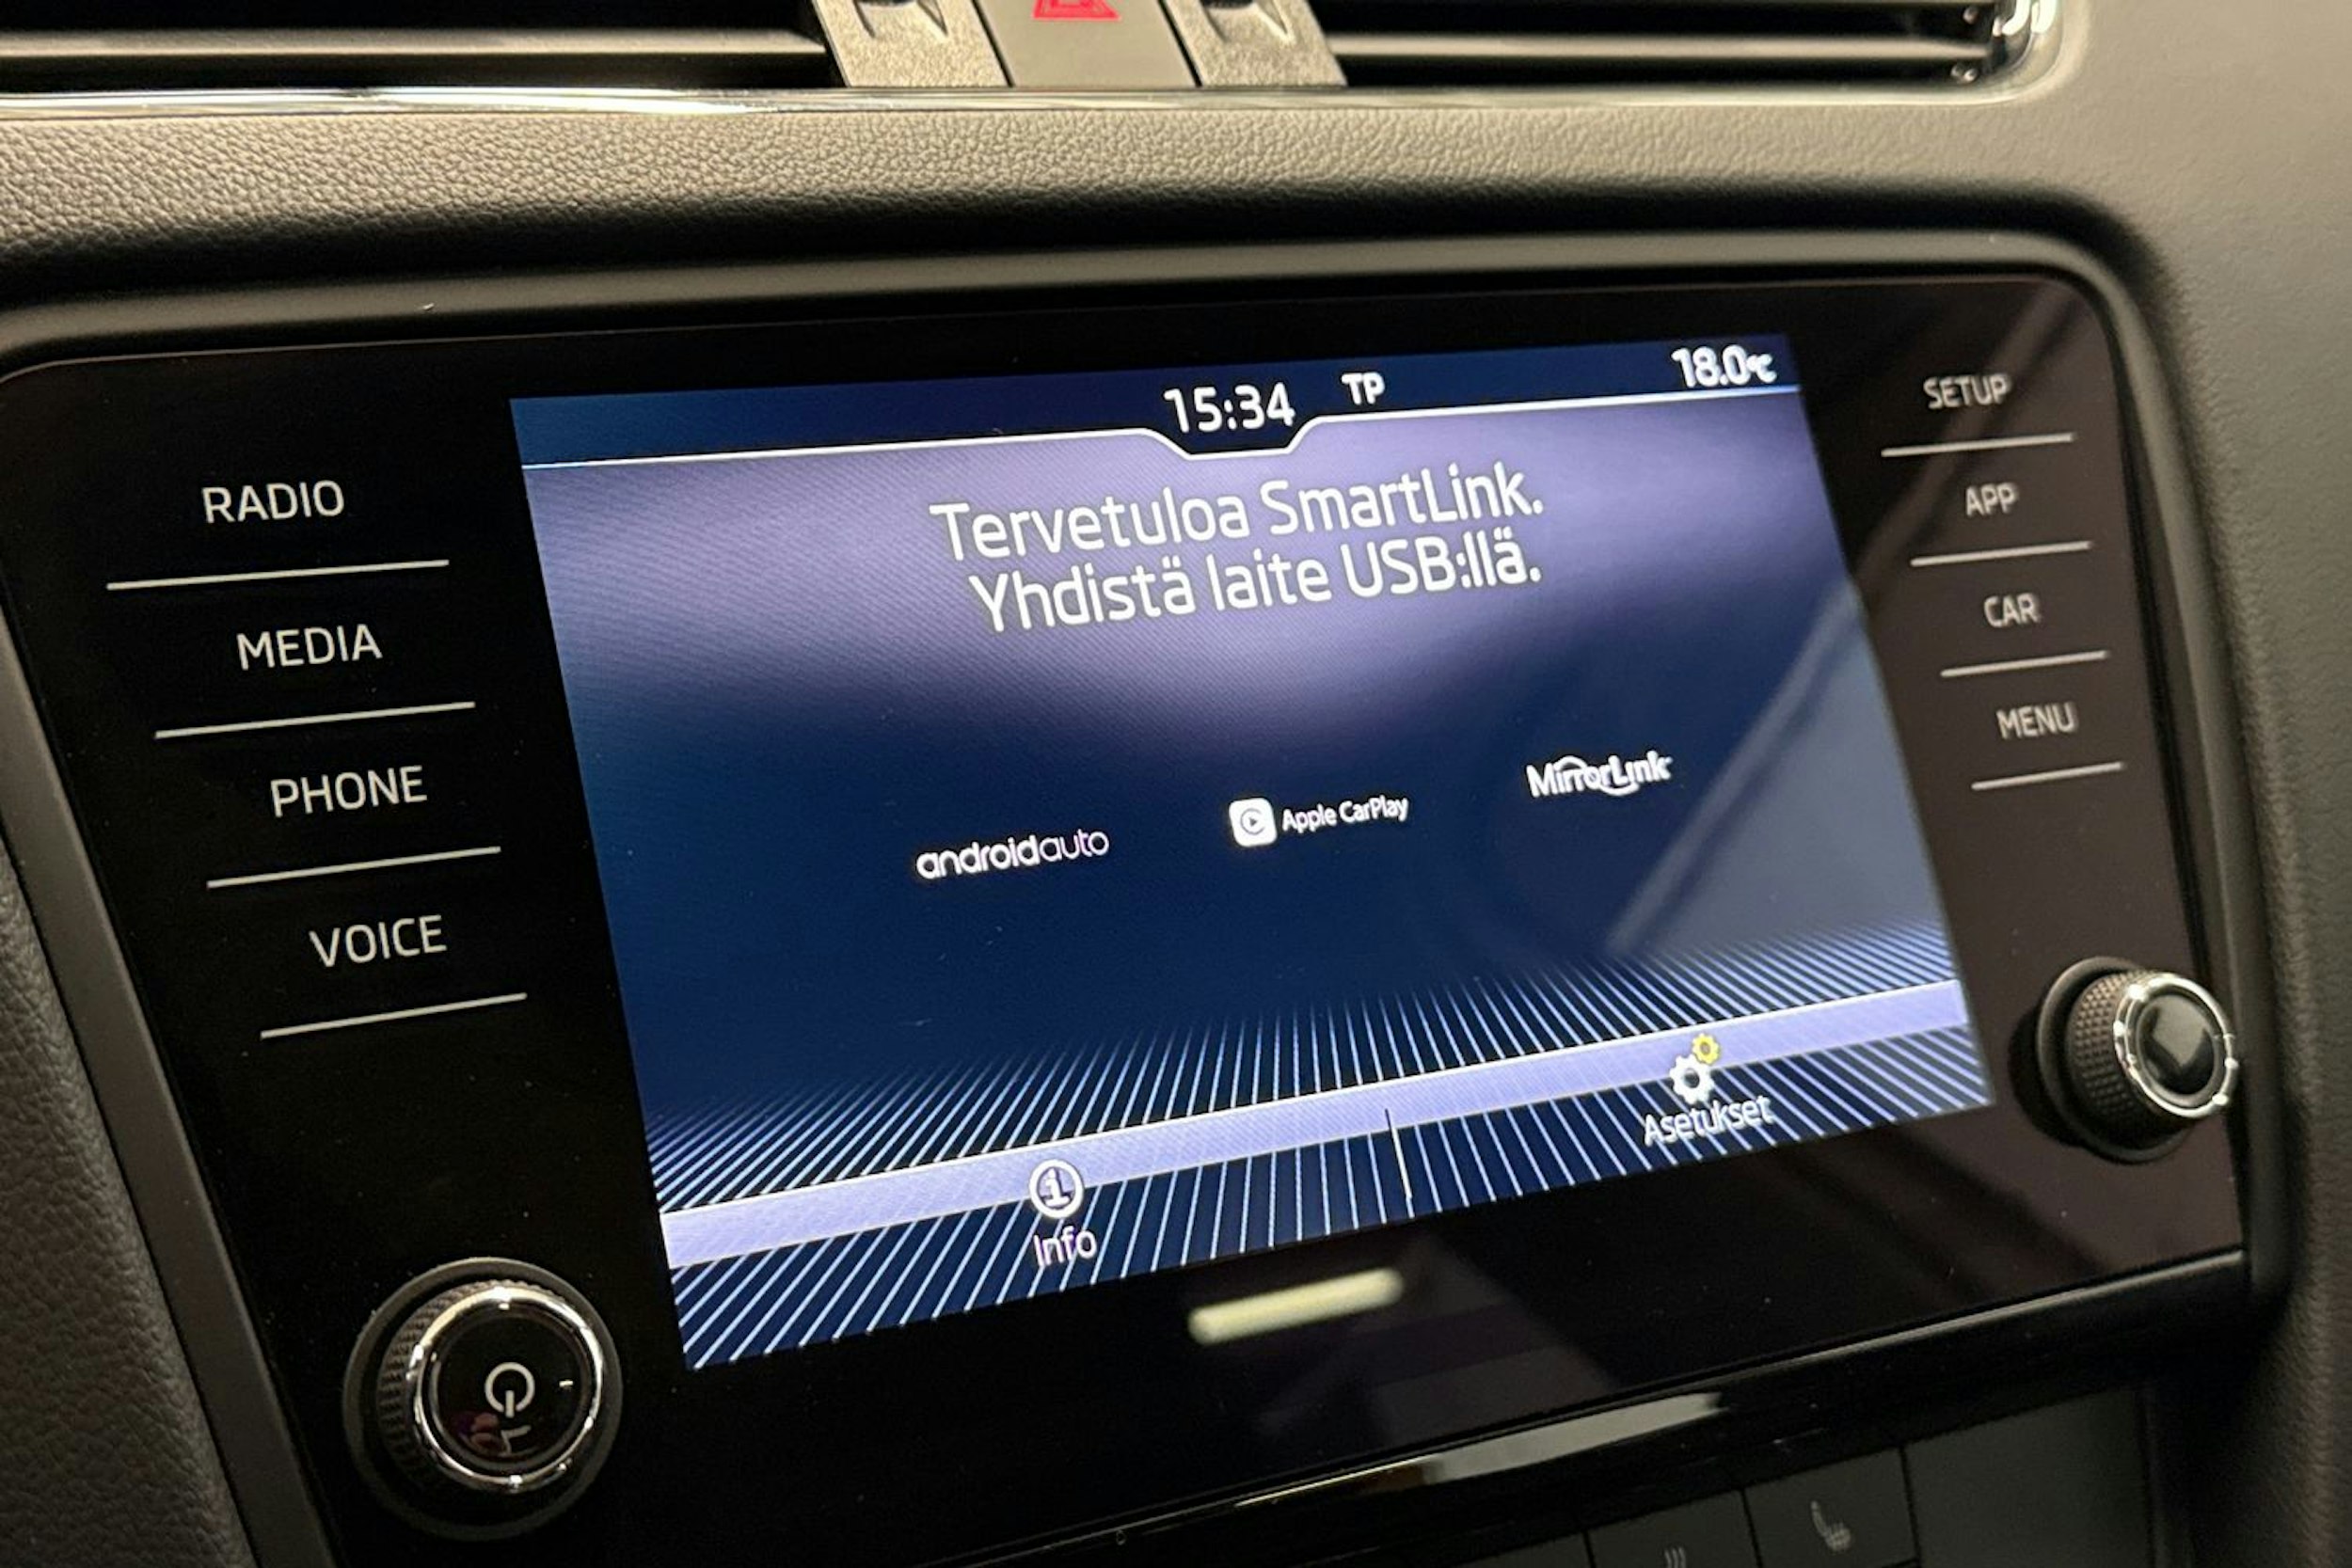 15:34 TP 18.0°C
RADIO
MEDIA
PHONE
VOICE
Tervetuloa SmartLink.
Yhdistä laite USB:llä.
androidauto
Apple CarPlay
MirrorLink
Info
Asetukset
SETUP
APP
CAR
MENU